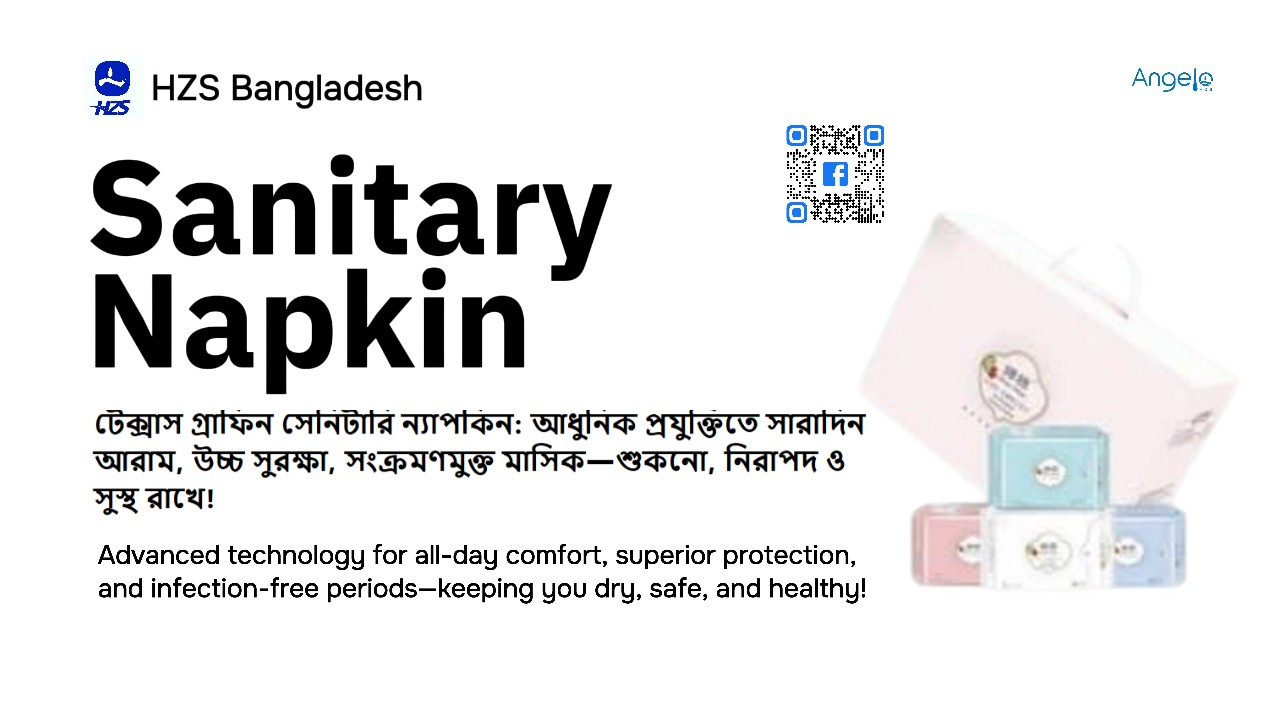 HZS
HZS Bangladesh
Angel
Sanitary
Napkin
টেক্সাস গ্রাফিন সেনিটারি ন্যাপকিন: আধুনিক প্রযুক্তিতে সারাদিন
আরাম, উচ্চ সুরক্ষা, সংক্রমণমুক্ত মাসিক—শুকনো, নিরাপদ ও
সুস্থ রাখে!
Advanced technology for all-day comfort, superior protection,
and infection-free periods—keeping you dry, safe, and healthy!